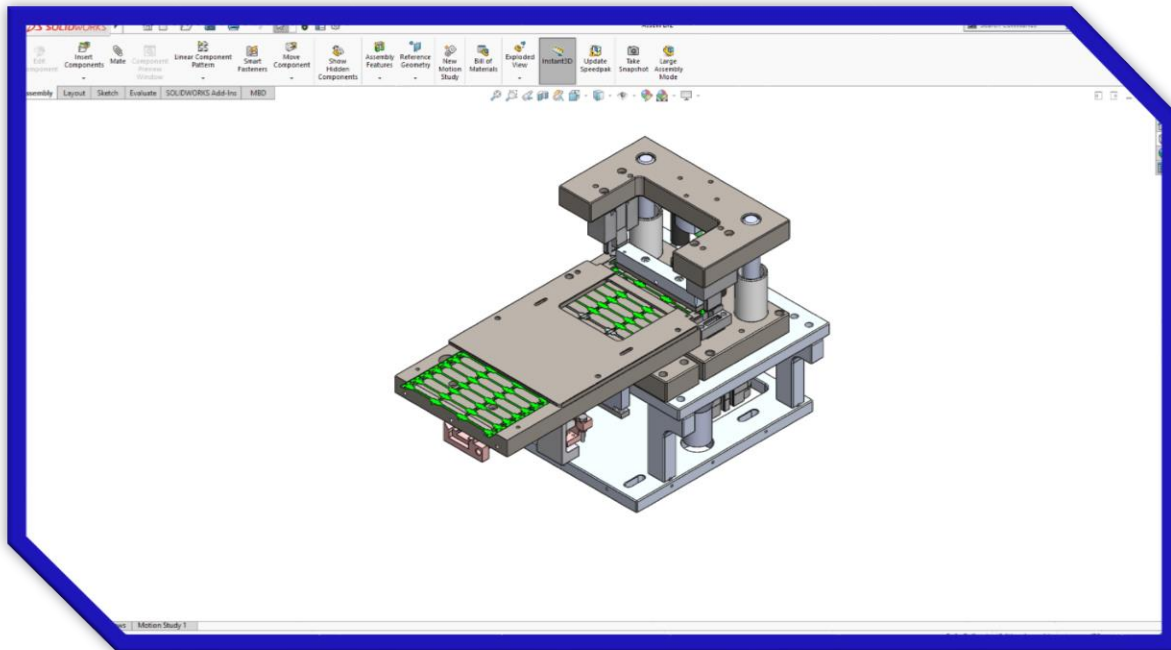 SOLIDWORKS
Edit Component
Insert Components
Mate
Component Preview Window
Linear Component Pattern
Smart Fasteners
Move Component
Show Hidden Components
Assembly Features
Reference Geometry
New Motion Study
Bill of Materials
Exploded View
Instant3D
Update Speedpak
Take Snapshot
Large Assembly Mode
Layout
Sketch
Evaluate
SOLIDWORKS Add-Ins
MBD
Motion Study 1